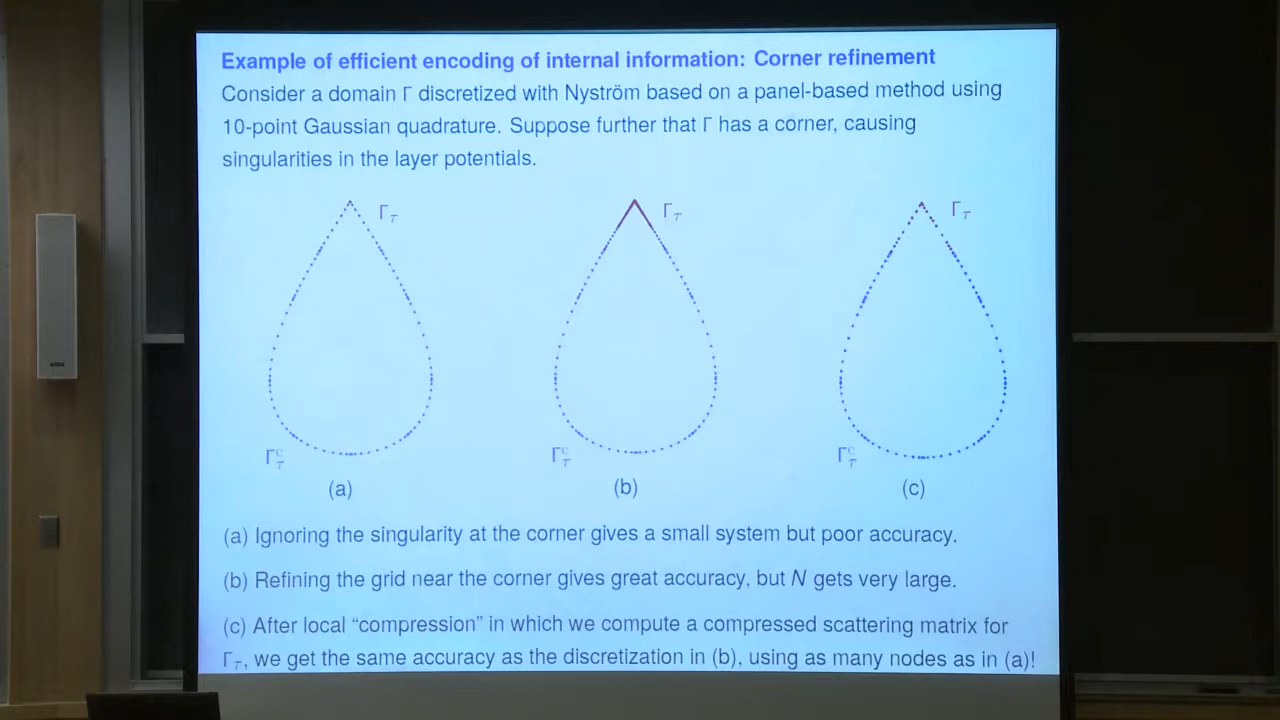 Example of efficient encoding of internal information: Corner refinement
Consider a domain Γ discretized with Nyström based on a panel-based method using
10-point Gaussian quadrature. Suppose further that Γ has a corner, causing
singularities in the layer potentials.
Γτ Γτ Γτ
Γτᶜ Γτᶜ Γτᶜ
(a) (b) (c)
(a) Ignoring the singularity at the corner gives a small system but poor accuracy.
(b) Refining the grid near the corner gives great accuracy, but N gets very large.
(c) After local “compression” in which we compute a compressed scattering matrix for
Γτ, we get the same accuracy as the discretization in (b), using as many nodes as in (a)!